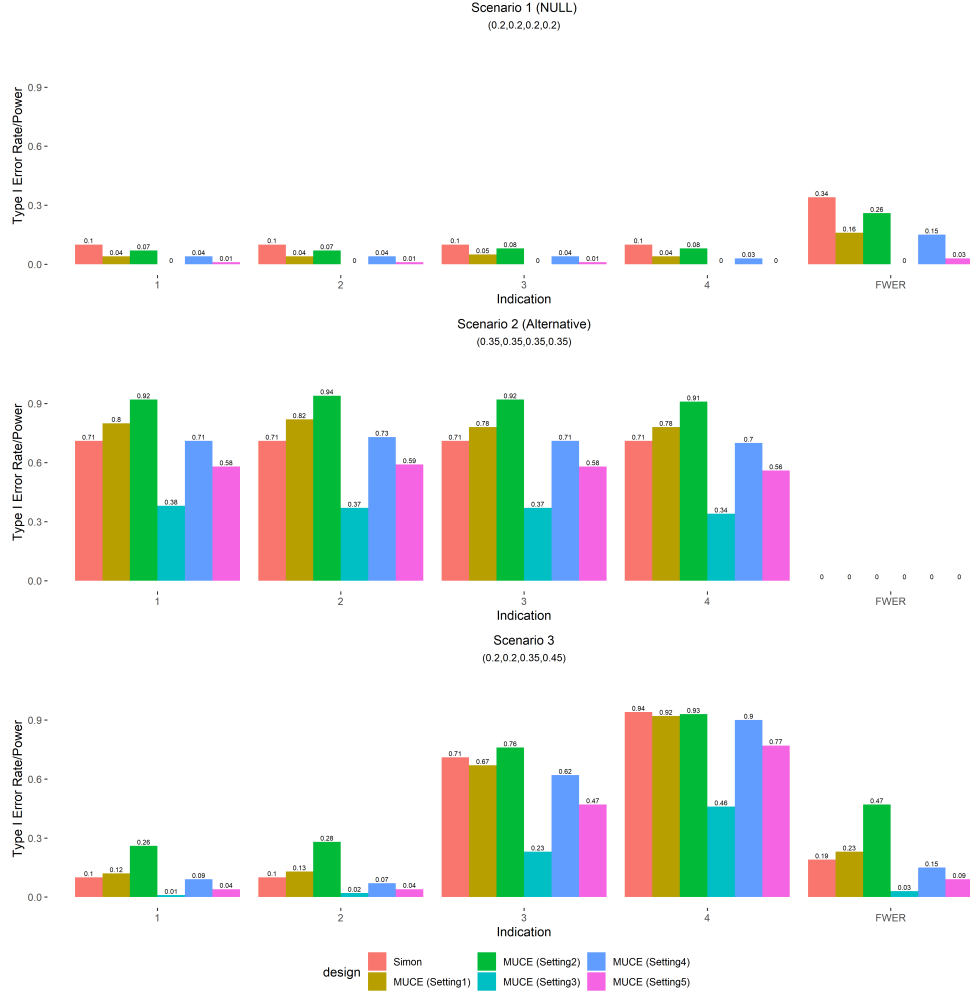 Scenario 1 (NULL)
(0.2,0.2,0.2,0.2)
Type I Error Rate/Power
0.9
0.6
0.3
0.0
0.1 0.04 0.07 0 0.04 0.01
0.1 0.04 0.07 0 0.04 0.01
0.1 0.05 0.08 0 0.04 0.01
0.1 0.04 0.08 0 0.03 0
0.34 0.16 0.26 0 0.15 0.03
1 2 3 4 FWER
Indication
Scenario 2 (Alternative)
(0.35,0.35,0.35,0.35)
Type I Error Rate/Power
0.9
0.6
0.3
0.0
0.71 0.8 0.92 0.38 0.71 0.58
0.71 0.82 0.94 0.37 0.73 0.59
0.71 0.78 0.92 0.37 0.71 0.58
0.71 0.78 0.91 0.34 0.7 0.56
0 0 0 0 0 0
1 2 3 4 FWER
Indication
Scenario 3
(0.2,0.2,0.35,0.45)
Type I Error Rate/Power
0.9
0.6
0.3
0.0
0.1 0.12 0.26 0.01 0.09 0.04
0.1 0.13 0.28 0.02 0.07 0.04
0.71 0.67 0.76 0.23 0.62 0.47
0.94 0.92 0.93 0.46 0.9 0.77
0.19 0.23 0.47 0.03 0.15 0.09
1 2 3 4 FWER
Indication
design
Simon MUCE (Setting2) MUCE (Setting4)
MUCE (Setting1) MUCE (Setting3) MUCE (Setting5)